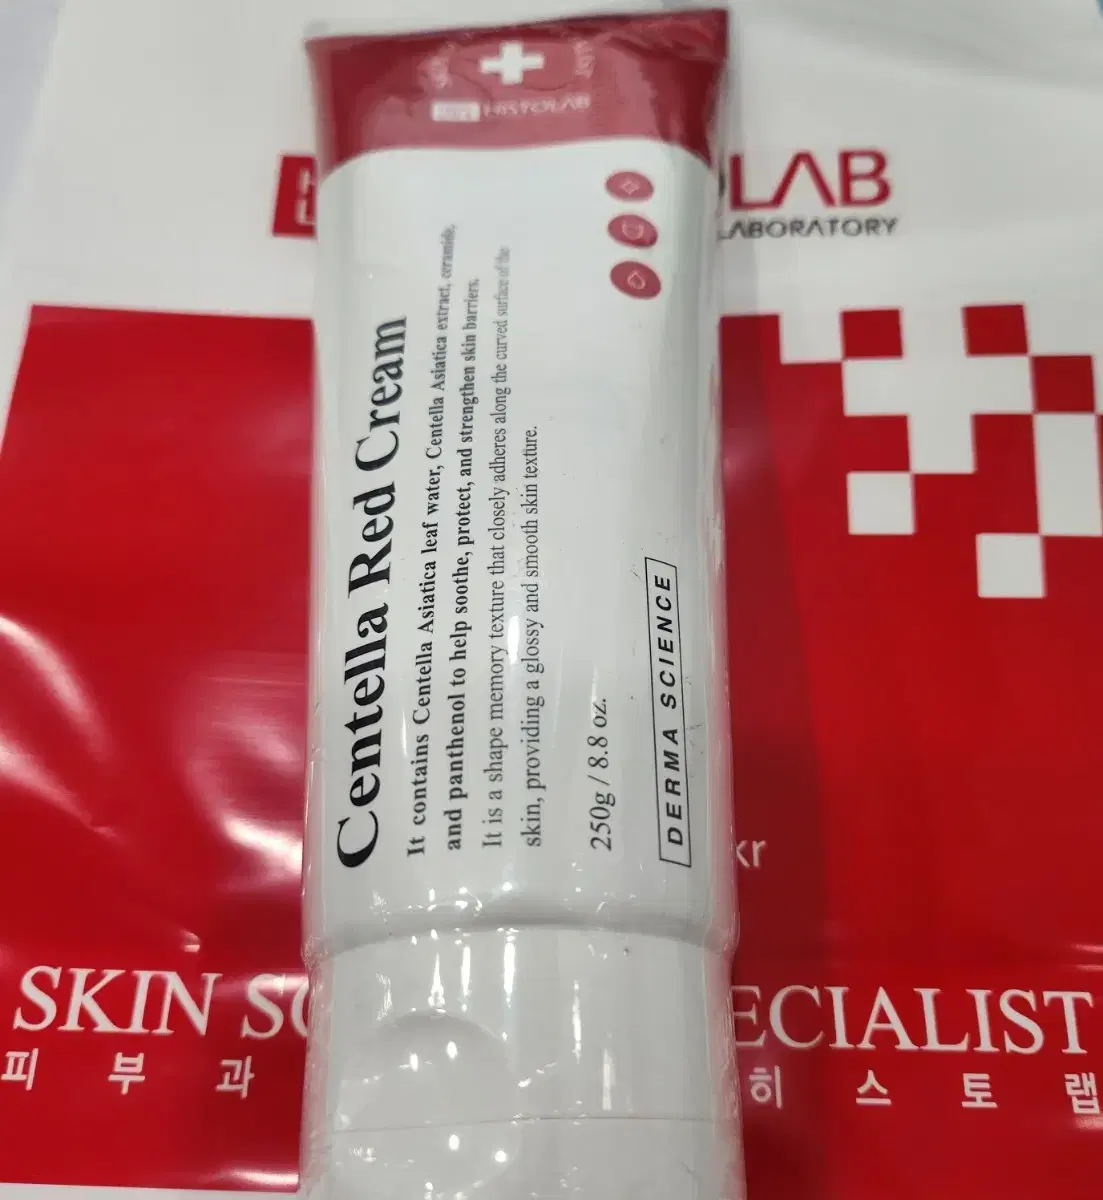 HISTOLAB
LAB
LABORATORY
Centella Red Cream
It contains Centella Asiatica leaf water, Centella Asiatica extract, ceramide,
and panthenol to help soothe, protect, and strengthen skin barriers.
It is a shape memory texture that closely adheres along the curved surface of the
skin, providing a glossy and smooth skin texture.
250g / 8.8 oz.
DERMA SCIENCE
kr
SKIN SC ECIALIST
피 부 과 히 스 토 랩